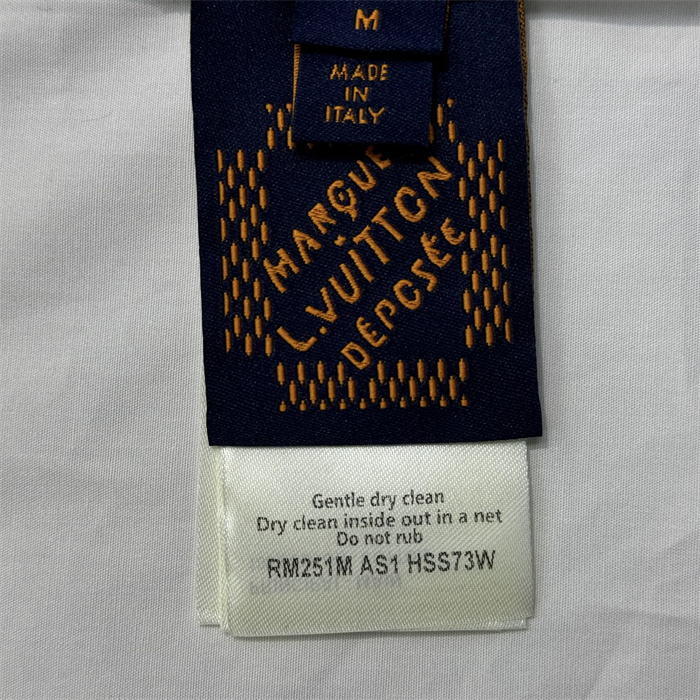 M
MADE
IN
ITALY
MARQUE
L.VUITTON
DÉPOSÉE
Gentle dry clean
Dry clean inside out in a net
Do not rub
RM251M AS1 HSS73W